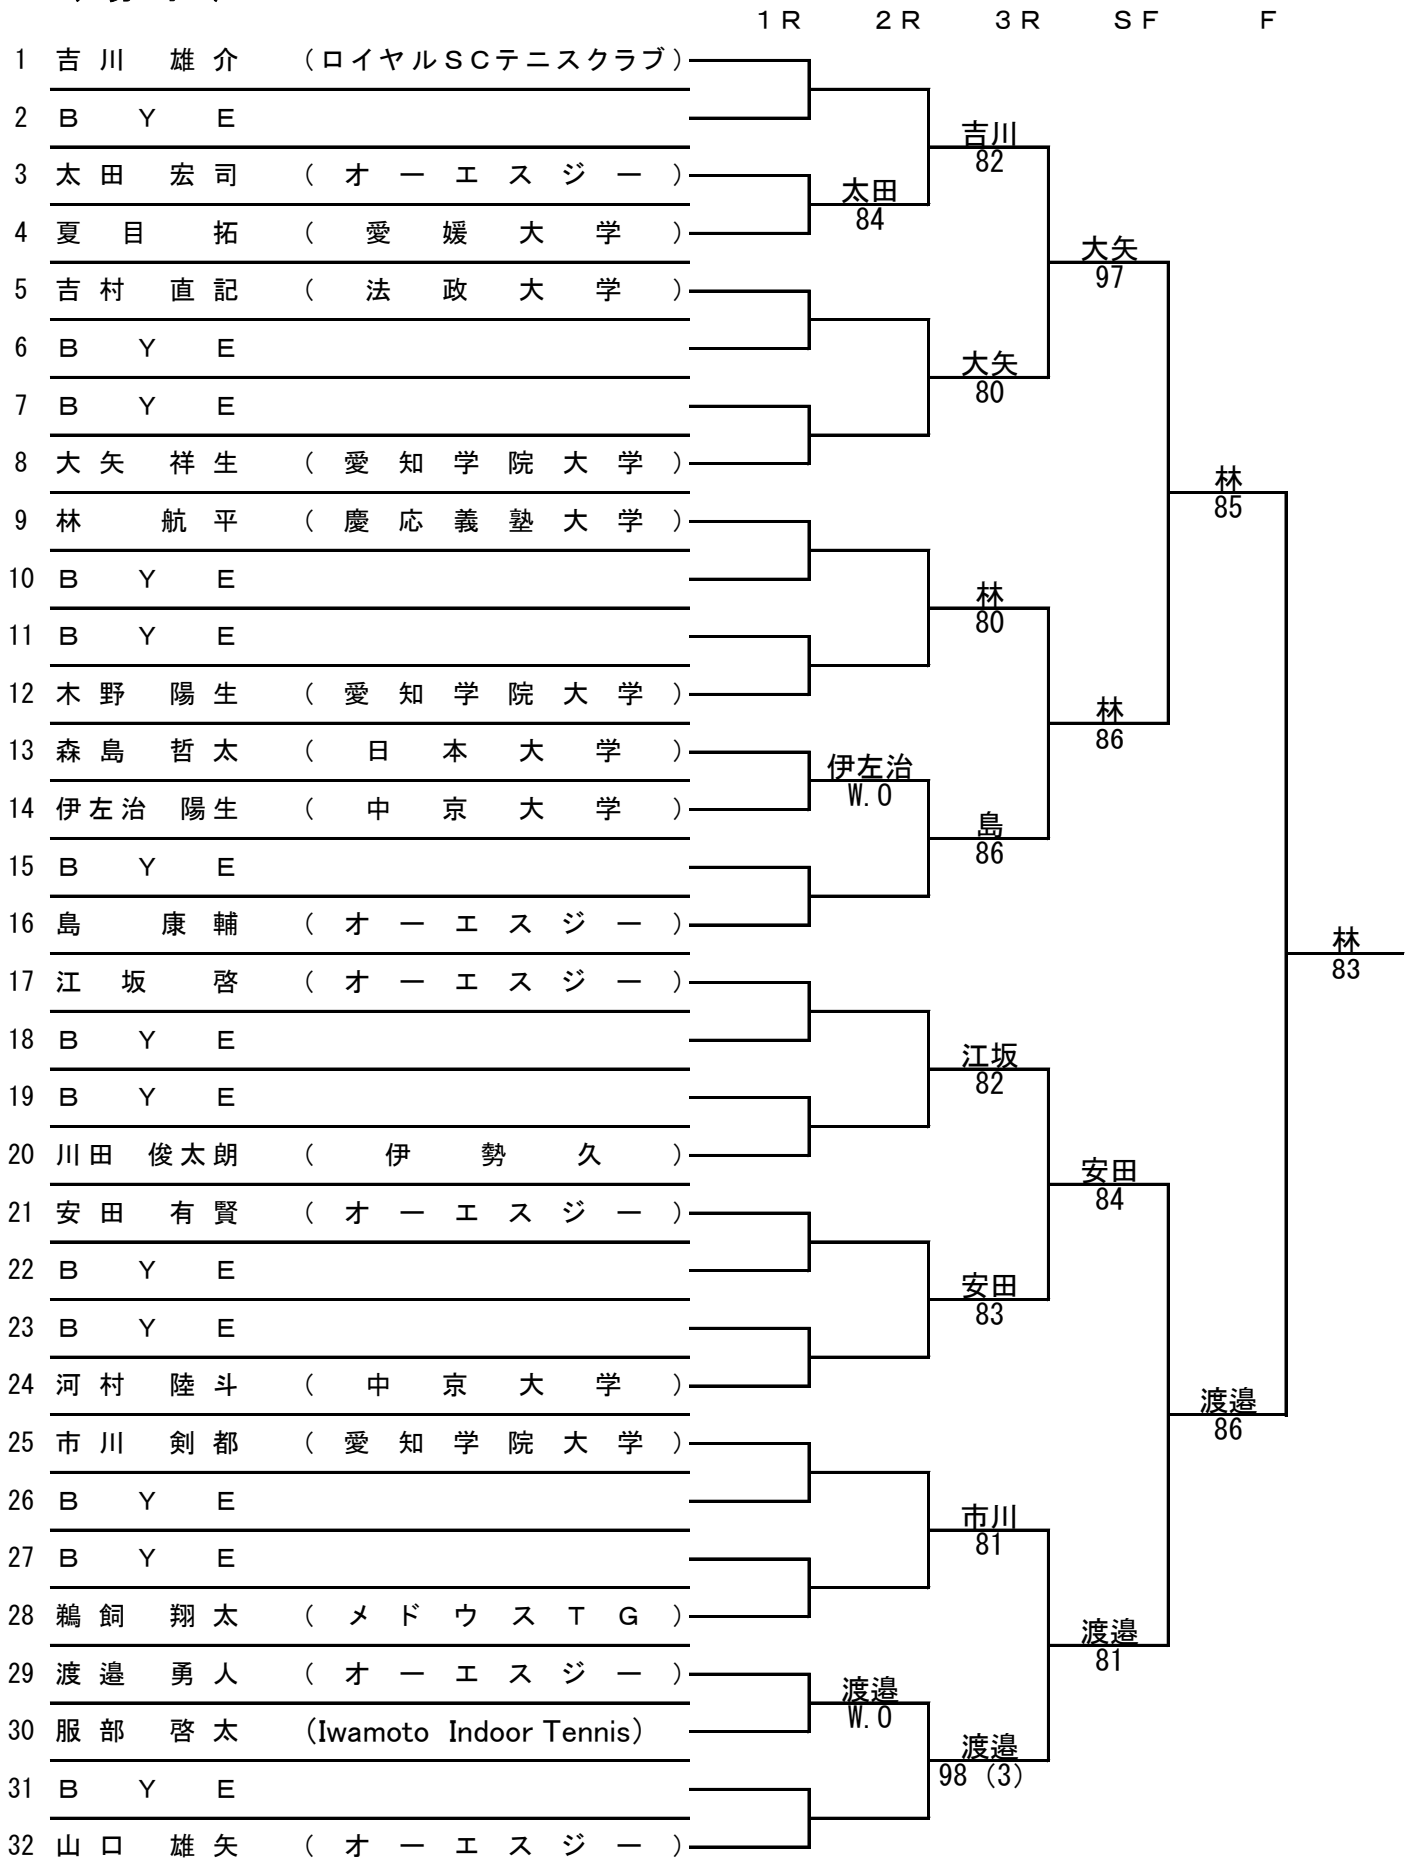 １Ｒ ２Ｒ ３Ｒ ＳＦ Ｆ
1 吉川 雄介 （ロイヤルＳＣテニスクラブ）
2 ＢＹＥ
吉川
82
3 太田 宏司 （オーエスジー）
太田
84
4 夏目 拓 （愛媛大学）
大矢
97
5 吉村 直記 （法政大学）
6 ＢＹＥ
大矢
80
7 ＢＹＥ
8 大矢 祥生 （愛知学院大学）
林
85
9 林 航平 （慶応義塾大学）
10 ＢＹＥ
林
80
11 ＢＹＥ
12 木野 陽生 （愛知学院大学）
林
86
13 森島 哲太 （日本大学）
伊左治
W.O
14 伊左治 陽生 （中京大学）
島
86
15 ＢＹＥ
16 島 康輔 （オーエスジー）
林
83
17 江坂 啓 （オーエスジー）
18 ＢＹＥ
江坂
82
19 ＢＹＥ
20 川田 俊太朗 （伊勢久）
安田
84
21 安田 有賢 （オーエスジー）
22 ＢＹＥ
安田
83
23 ＢＹＥ
24 河村 陸斗 （中京大学）
渡邉
86
25 市川 剣都 （愛知学院大学）
26 ＢＹＥ
市川
81
27 ＢＹＥ
28 鵜飼 翔太 （メドウスＴＧ）
渡邉
81
29 渡邉 勇人 （オーエスジー）
渡邉
W.O
30 服部 啓太 （Iwamoto Indoor Tennis）
渡邉
98（3）
31 ＢＹＥ
32 山口 雄矢 （オーエスジー）